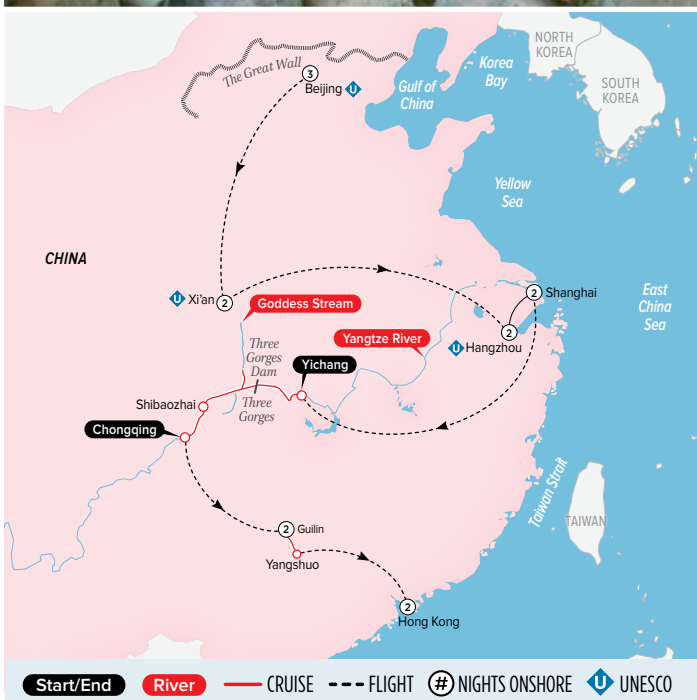 NORTH
KOREA
Korea
Bay
The Great Wall
3
Beijing U
Gulf of
China
SOUTH
KOREA
Yellow
Sea
CHINA
U Xi'an 2
2 Shanghai
East
China
Sea
Goddess Stream
2
U Hangzhou
Yangtze River
Three
Gorges
Dam
Yichang
Three
Gorges
Shibaozhai
Chongqing
Taiwan Strait
TAIWAN
2 Guilin
Yangshuo
2
Hong Kong
Start/End River CRUISE FLIGHT # NIGHTS ONSHORE U UNESCO